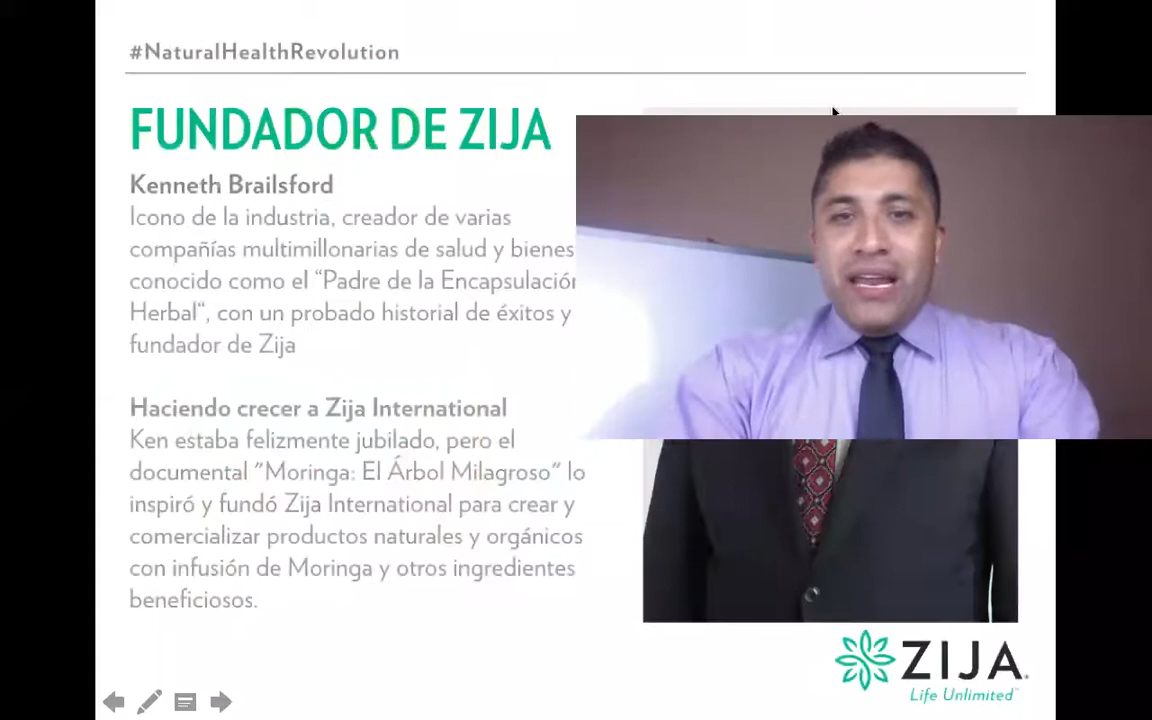 #NaturalHealthRevolution
FUNDADOR DE ZIJA
Kenneth Brailsford
Icono de la industria, creador de varias
compañías multimillonarias de salud y bienes
conocido como el “Padre de la Encapsulación
Herbal“, con un probado historial de éxitos y
fundador de Zija
Haciendo crecer a Zija International
Ken estaba felizmente jubilado, pero el
documental "Moringa: El Árbol Milagroso" lo
inspiró y fundó Zija International para crear y
comercializar productos naturales y orgánicos
con infusión de Moringa y otros ingredientes
beneficiosos.
ZIJA®
Life Unlimited™